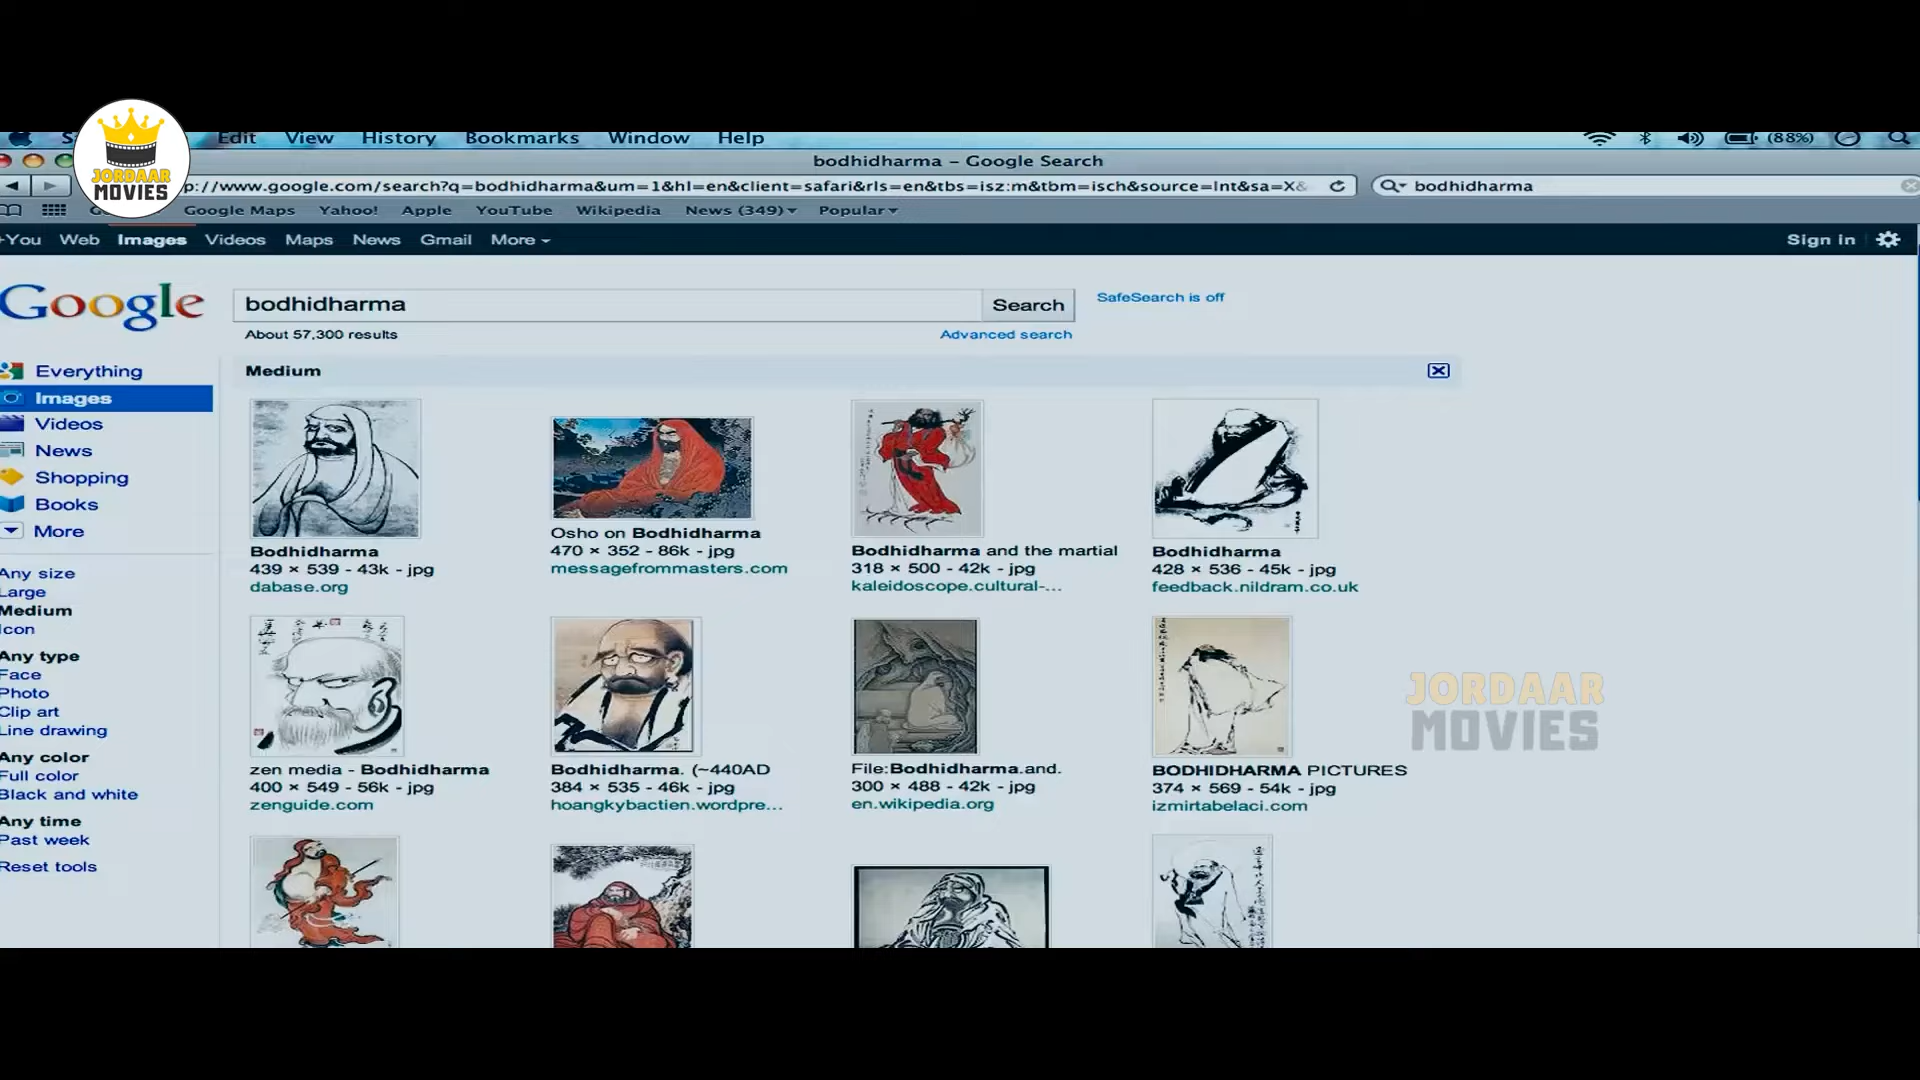 JORDAAR
MOVIES
Edit View History Bookmarks Window Help
(88%)
bodhidharma – Google Search
p://www.google.com/search?q=bodhidharma&um=1&hl=en&client=safari&rls=en&tbs=isz:m&tbm=isch&source=lnt&sa=X&
bodhidharma
Google Maps Yahoo! Apple YouTube Wikipedia News (349) Popular
+You Web Images Videos Maps News Gmail More
Sign in
Google
bodhidharma
Search
SafeSearch is off
About 57,300 results
Advanced search
Everything
Images
Videos
News
Shopping
Books
More
Any size
Large
Medium
Icon
Any type
Face
Photo
Clip art
Line drawing
Any color
Full color
Black and white
Any time
Past week
Reset tools
Medium
Bodhidharma
439 × 539 - 43k - jpg
dabase.org
Osho on Bodhidharma
470 × 352 - 86k - jpg
messagefrommasters.com
Bodhidharma and the martial
318 × 500 - 42k - jpg
kaleidoscope.cultural-...
Bodhidharma
428 × 536 - 45k - jpg
feedback.nildram.co.uk
zen media - Bodhidharma
400 × 549 - 56k - jpg
zenguide.com
Bodhidharma. (~440AD
384 × 535 - 46k - jpg
hoangkybactien.wordpre...
File:Bodhidharma.and.
300 × 488 - 42k - jpg
en.wikipedia.org
BODHIDHARMA PICTURES
374 × 569 - 54k - jpg
izmirtabelaci.com
JORDAAR
MOVIES